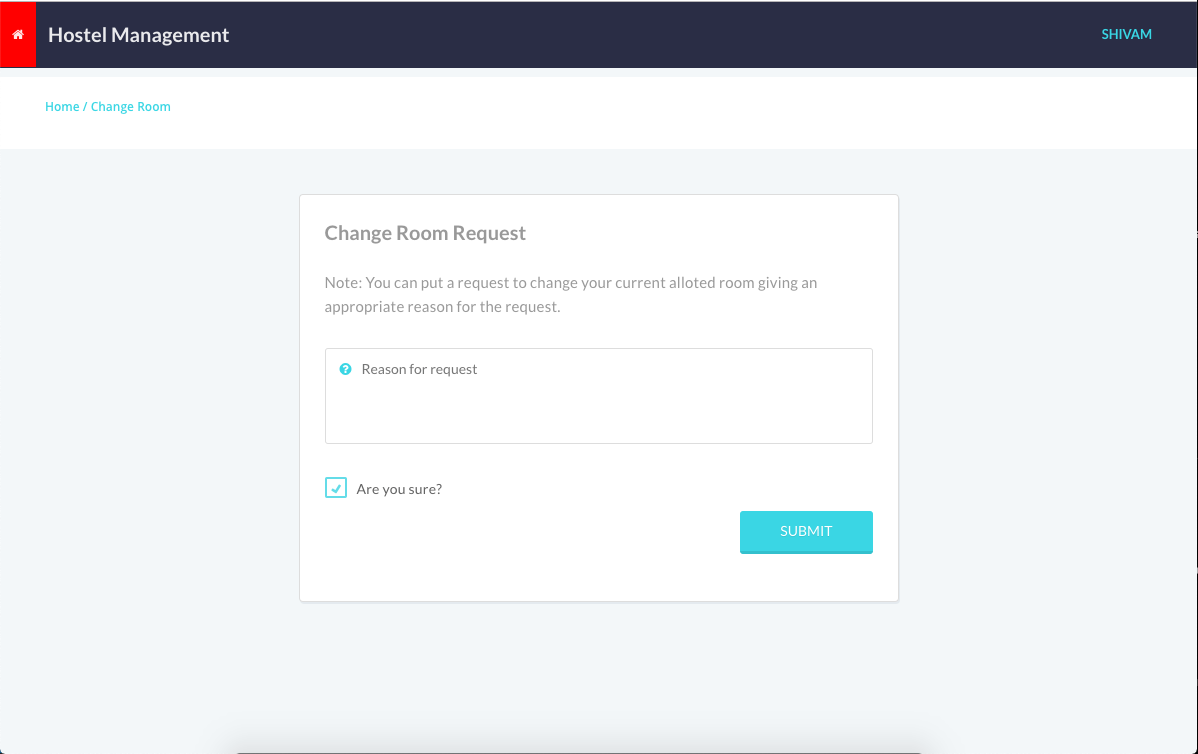 Hostel Management
SHIVAM
Home / Change Room
Change Room Request
Note: You can put a request to change your current alloted room giving an
appropriate reason for the request.
Reason for request
Are you sure?
SUBMIT